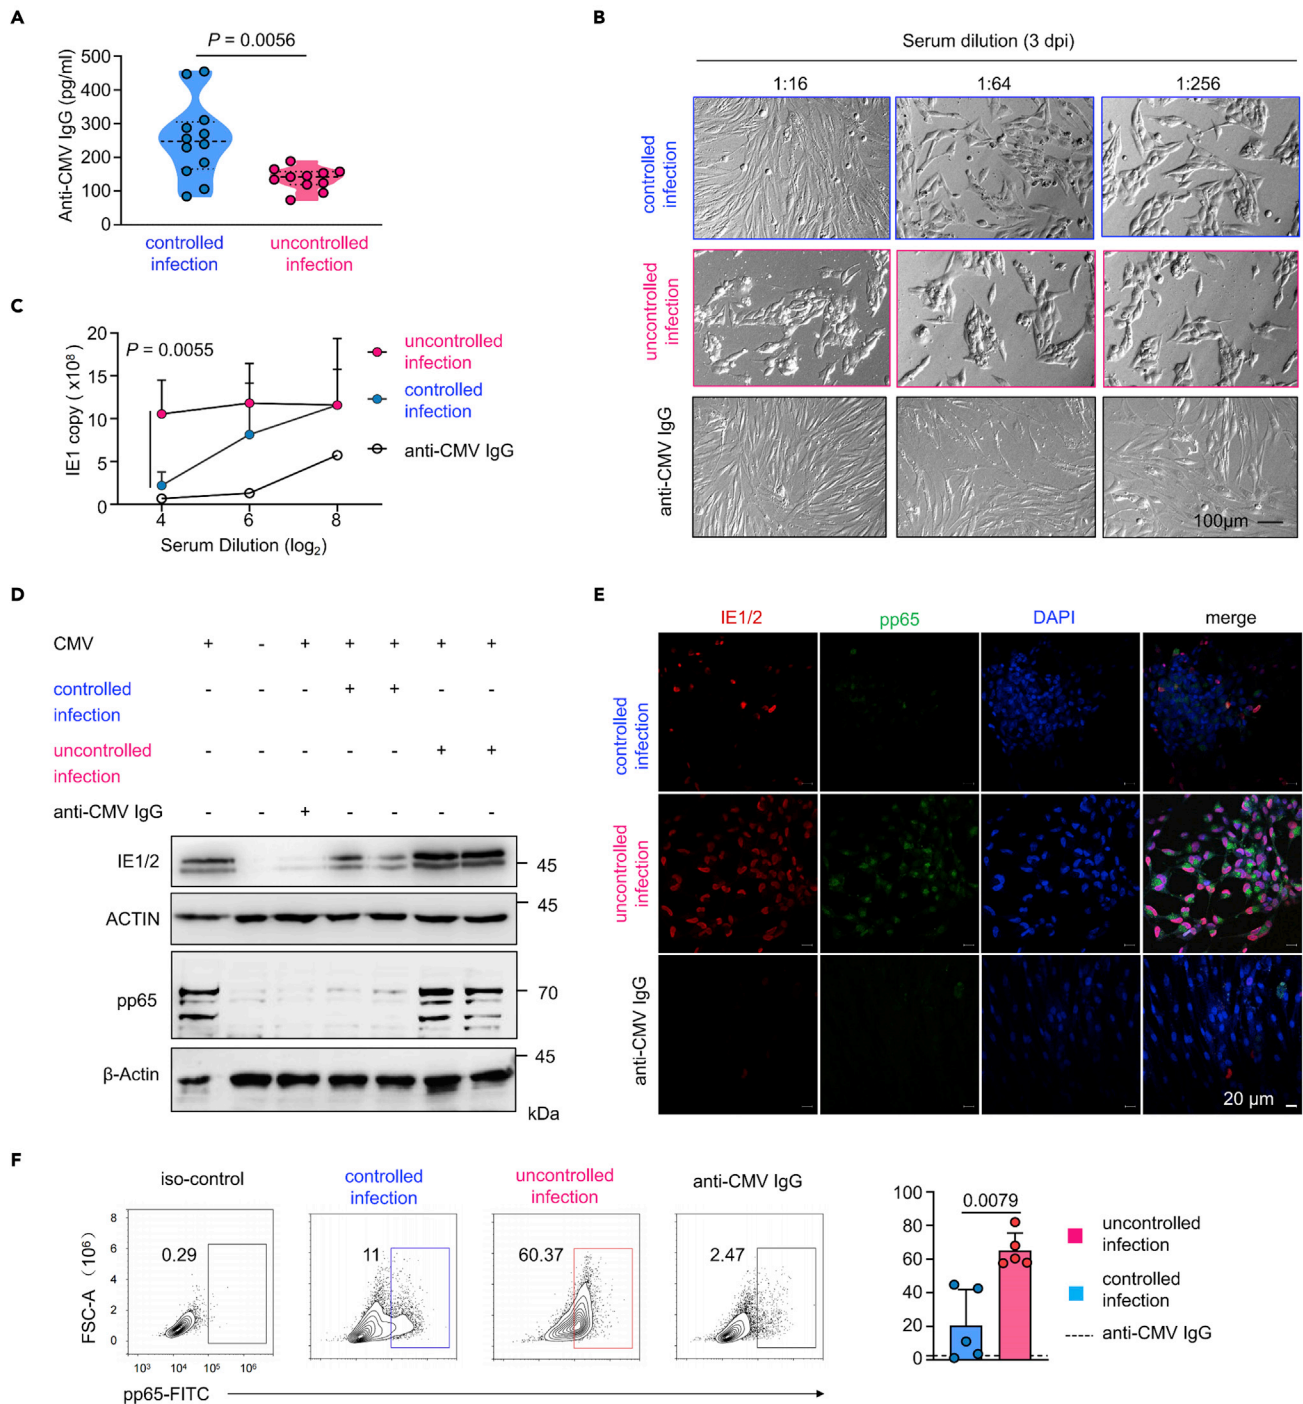 A
P = 0.0056
Anti-CMV IgG (pg/ml)
500
400
300
200
100
0
controlled
infection
uncontrolled
infection
B
Serum dilution (3 dpi)
1:16
1:64
1:256
controlled
infection
uncontrolled
infection
anti-CMV IgG
100μm
C
IE1 copy ( x10⁸)
20
15
10
5
0
P = 0.0055
4
6
8
Serum Dilution (log₂)
uncontrolled
infection
controlled
infection
anti-CMV IgG
D
CMV + - + + + + +
controlled
infection
- - - + + - -
uncontrolled
infection
- - - - - + +
anti-CMV IgG - - + - - - -
IE1/2
45
ACTIN
45
pp65
70
β-Actin
45
kDa
E
IE1/2
pp65
DAPI
merge
controlled
infection
uncontrolled
infection
anti-CMV IgG
20 μm
F
iso-control
controlled
infection
uncontrolled
infection
anti-CMV IgG
FSC-A (10⁶)
8
6
4
2
0
0.29
11
60.37
2.47
10³
10⁴
10⁵
10⁶
pp65-FITC
100
80
60
40
20
0
0.0079
uncontrolled
infection
controlled
infection
anti-CMV IgG